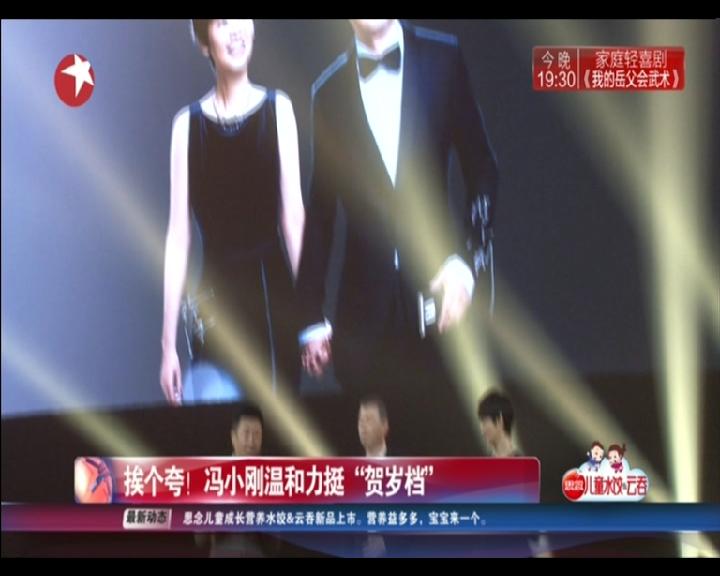 今晚
19:30
家庭轻喜剧
《我的岳父会武术》
挨个夸！冯小刚温和力挺“贺岁档”
思念
儿童水饺&云吞
最新动态
思念儿童成长营养水饺&云吞新品上市。营养益多多，宝宝来一个。